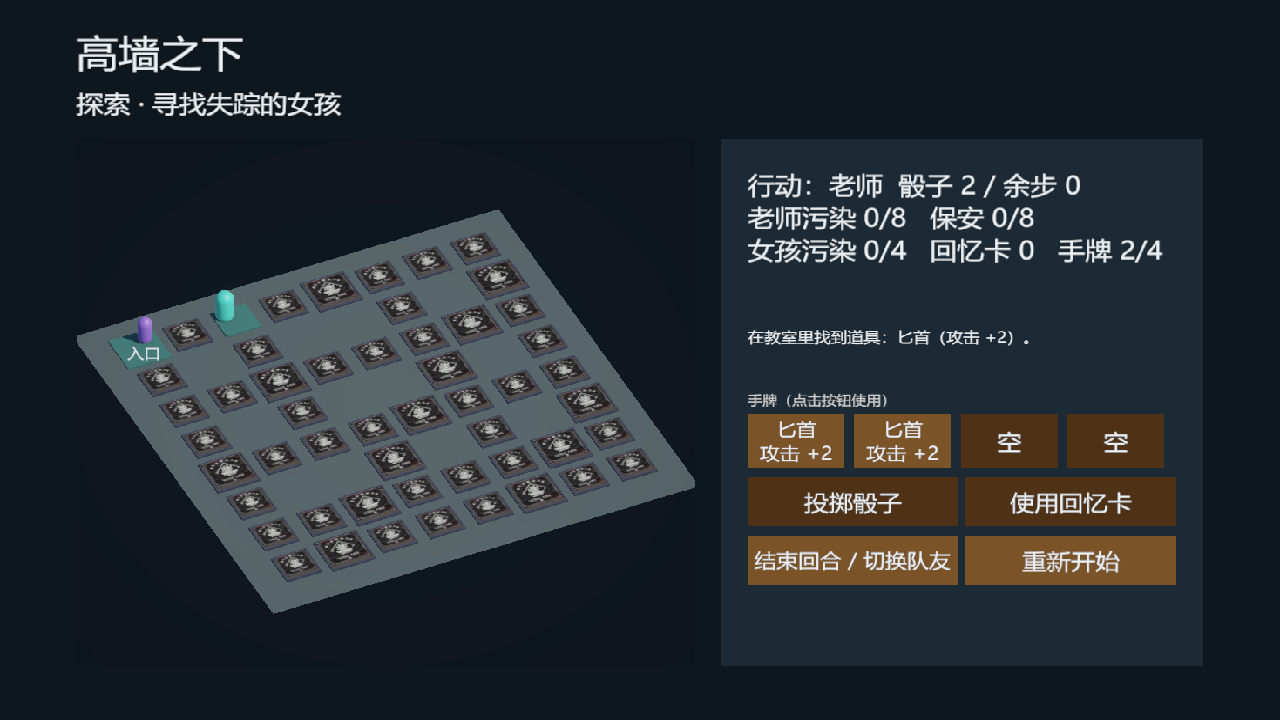 高墙之下
探索 · 寻找失踪的女孩
入口
行动：老师 骰子 2 / 余步 0
老师污染 0/8 保安 0/8
女孩污染 0/4 回忆卡 0 手牌 2/4
在教室里找到道具：匕首（攻击 +2）。
手牌（点击按钮使用）
匕首
攻击 +2
匕首
攻击 +2
空
空
投掷骰子
使用回忆卡
结束回合 / 切换队友
重新开始